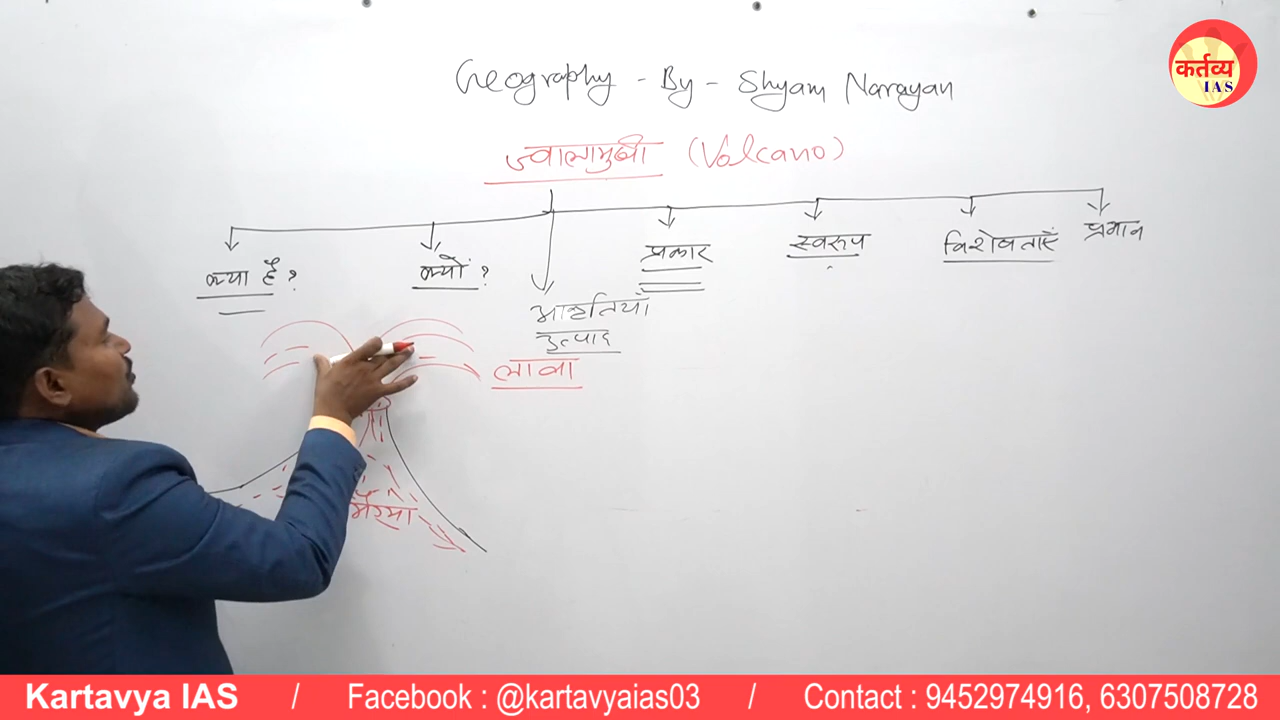 Geography - By - Shyam Narayan
ज्वालामुखी (Volcano)
क्या है? क्यों? प्रकार स्वरूप विशेषताएँ प्रभाव
आकृतियाँ
उत्पाद
लावा
मैग्मा
कर्तव्य
IAS
Kartavya IAS / Facebook : @kartavyaias03 / Contact : 9452974916, 6307508728